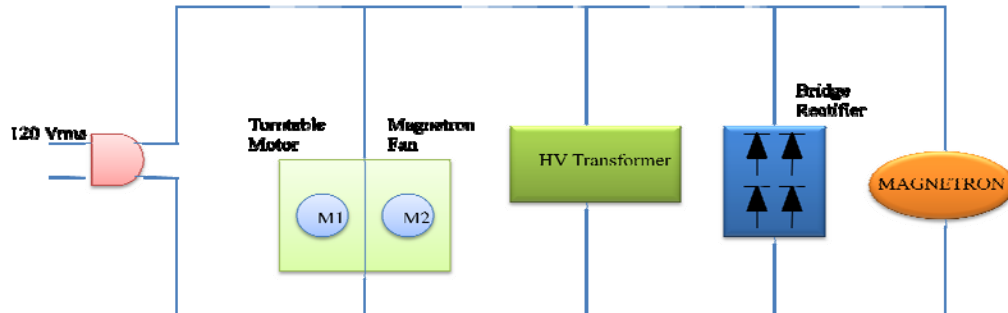 120 Vrms
Turntable
Motor
Magnetron
Fan
M1
M2
HV Transformer
Bridge
Rectifier
MAGNETRON